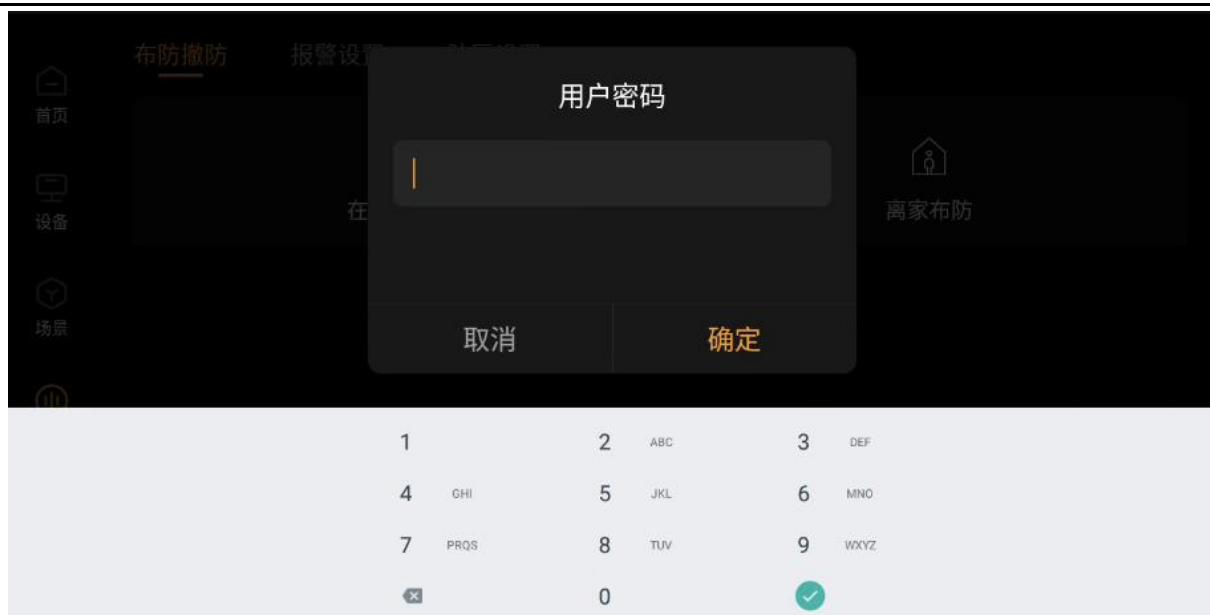 布防撤防 报警设置
首页
用户密码
设备
在
离家布防
场景
取消 确定
1 2 ABC 3 DEF
4 GHI 5 JKL 6 MNO
7 PRQS 8 TUV 9 WXYZ
0